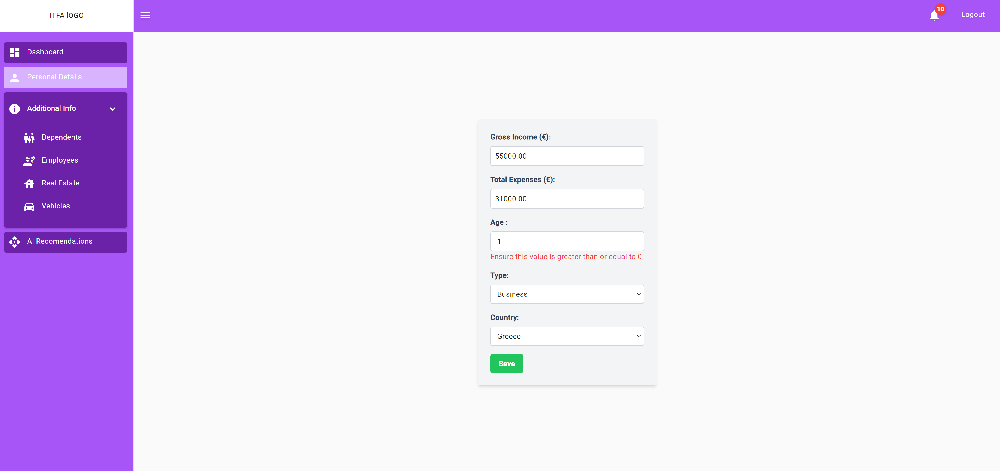 ITFA lOGO
10
Logout
Dashboard
Personal Details
Additional Info
Dependents
Employees
Real Estate
Vehicles
AI Recomendations
Gross Income (€):
55000.00
Total Expenses (€):
31000.00
Age :
-1
Ensure this value is greater than or equal to 0.
Type:
Business
Country:
Greece
Save